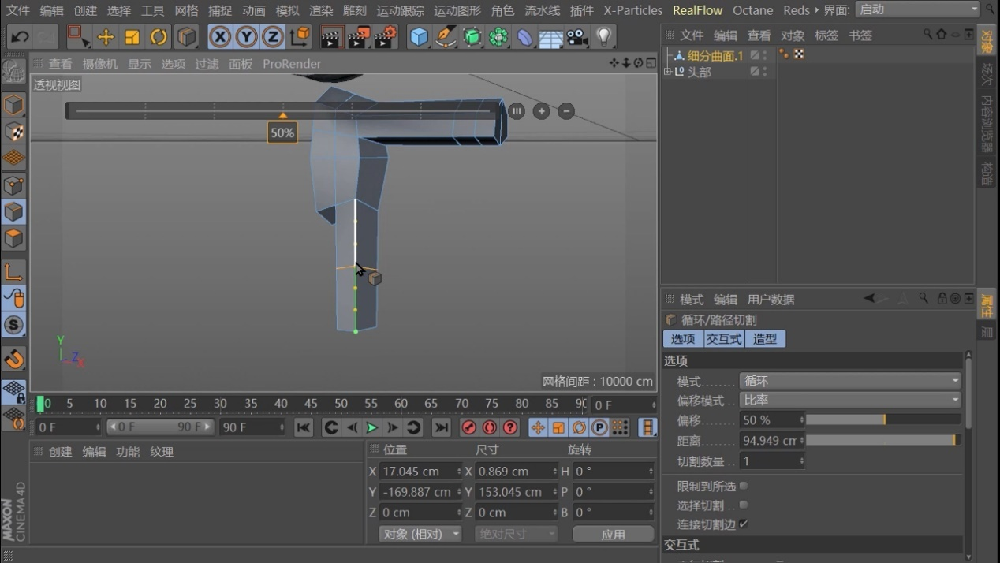 文件 编辑 创建 选择 工具 网格 捕捉 动画 模拟 渲染 雕刻 运动跟踪 运动图形 角色 流水线 插件 X-Particles RealFlow Octane Reds 界面: 启动
X Y Z
文件 编辑 查看 对象 标签 书签
查看 摄像机 显示 选项 过滤 面板 ProRender
透视视图
细分曲面.1
头部
50%
对象
场次
内容浏览器
构造
属性
层
模式 编辑 用户数据
循环/路径切割
选项 交互式 造型
选项
模式........ 循环
偏移模式.. 比率
偏移........ 50 %
距离........ 94.949 cm
切割数量.. 1
限制到所选
选择切割..
连接切割边
交互式
Y
Z
X
网格间距 : 10000 cm
0 5 10 15 20 25 30 35 40 45 50 55 60 65 70 75 80 85 90 0 F
0 F 0 F 90 F 90 F
创建 编辑 功能 纹理
位置 尺寸 旋转
X 17.045 cm X 0.869 cm H 0 °
Y -169.887 cm Y 153.045 cm P 0 °
Z 0 cm Z 0 cm B 0 °
对象 (相对) 绝对尺寸 应用
MAXON
CINEMA 4D